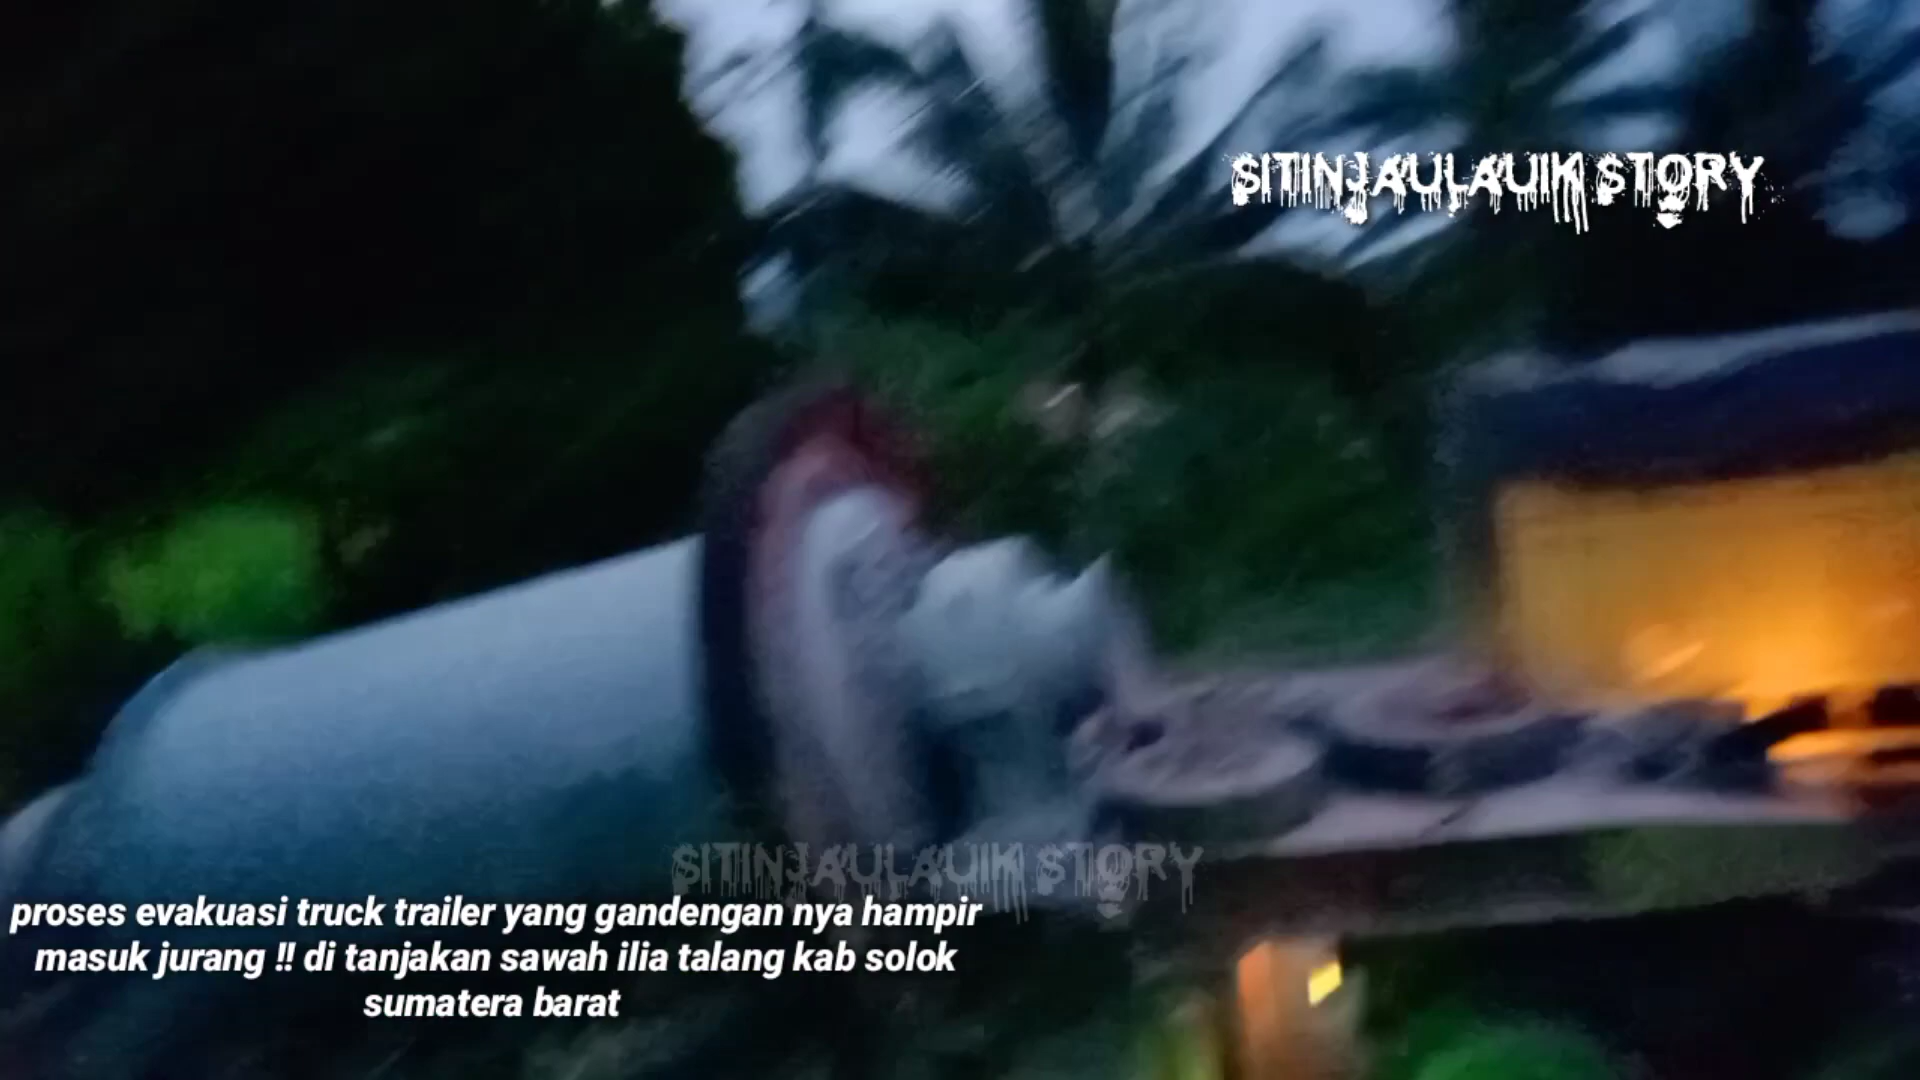 SITINJAULAUIK STORY
SITINJAULAUIK STORY
proses evakuasi truck trailer yang gandengan nya hampir
masuk jurang !! di tanjakan sawah ilia talang kab solok
sumatera barat